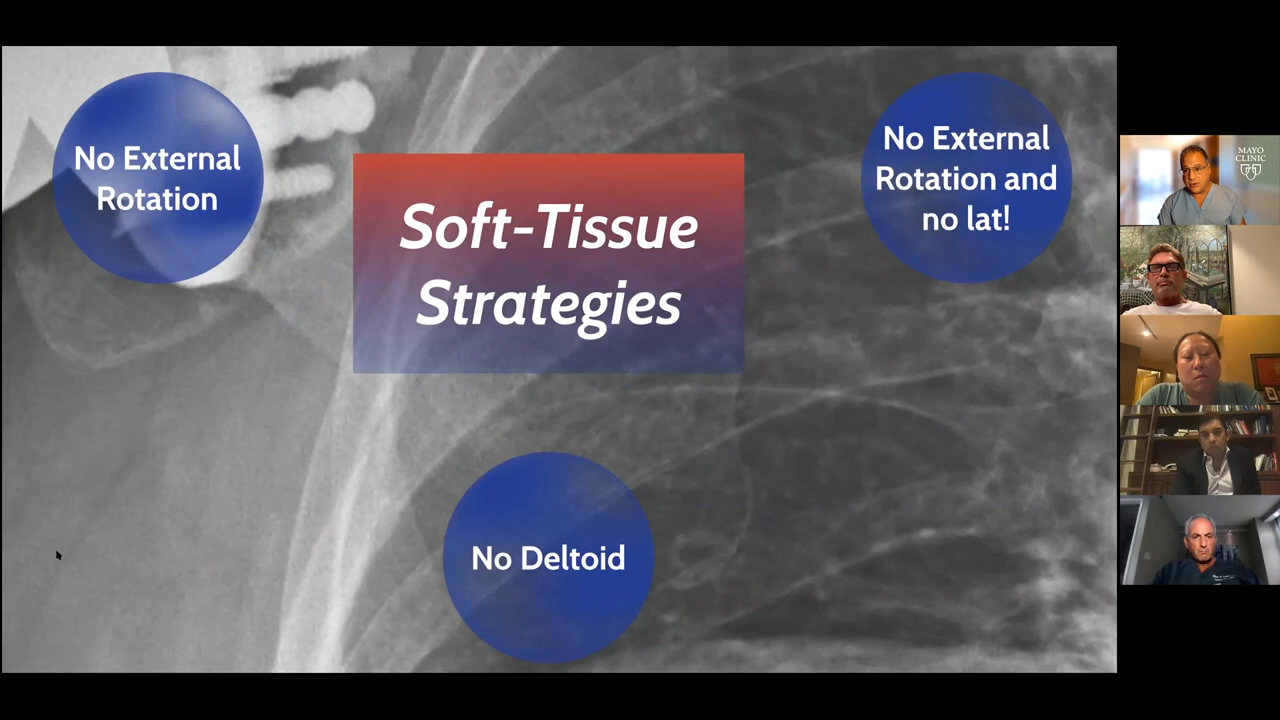 No External
Rotation
Soft-Tissue
Strategies
No External
Rotation and
no lat!
No Deltoid
MAYO
CLINIC